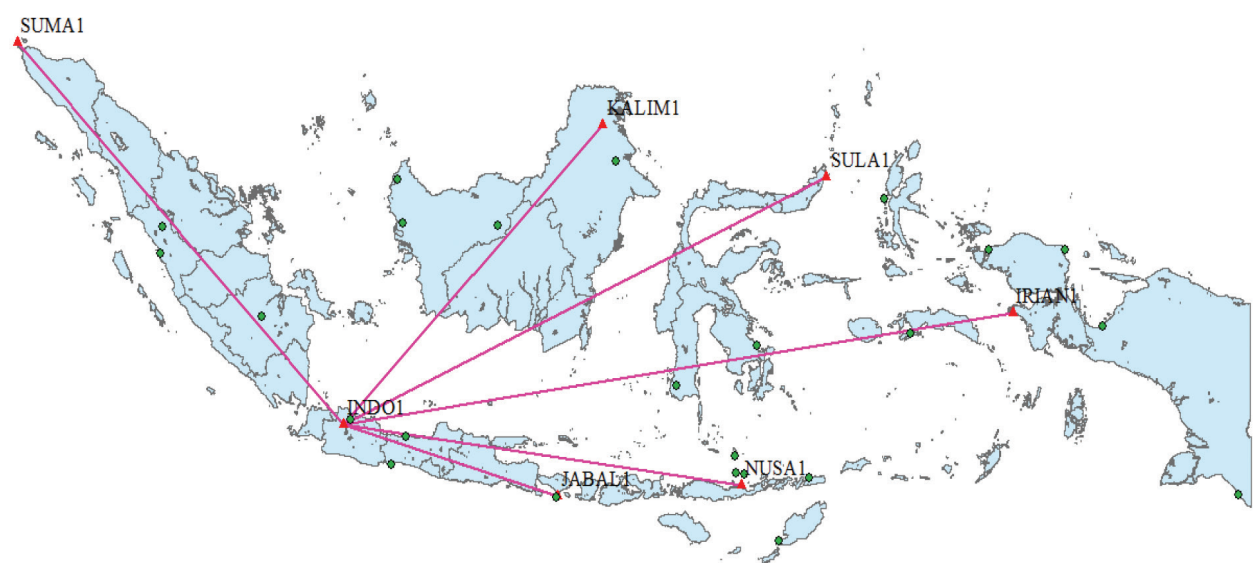 SUMA1
KALIM1
SULA1
IRIAN1
INDO1
NUSA1
JABAL1